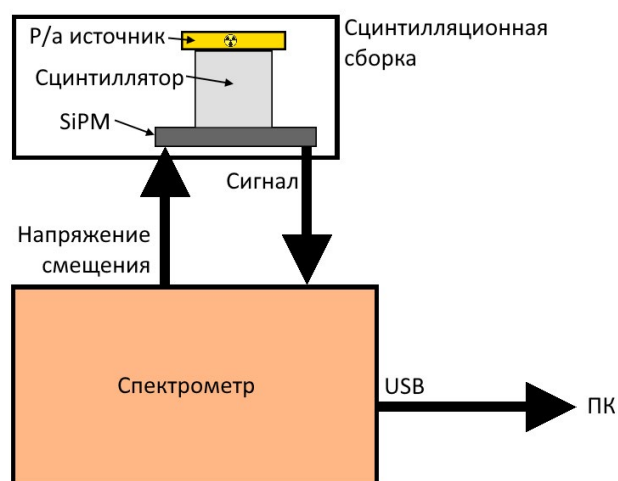 Р/а источник
Сцинтиллятор
SiPM
Сцинтилляционная
сборка
Сигнал
Напряжение
смещения
Спектрометр
USB
ПК